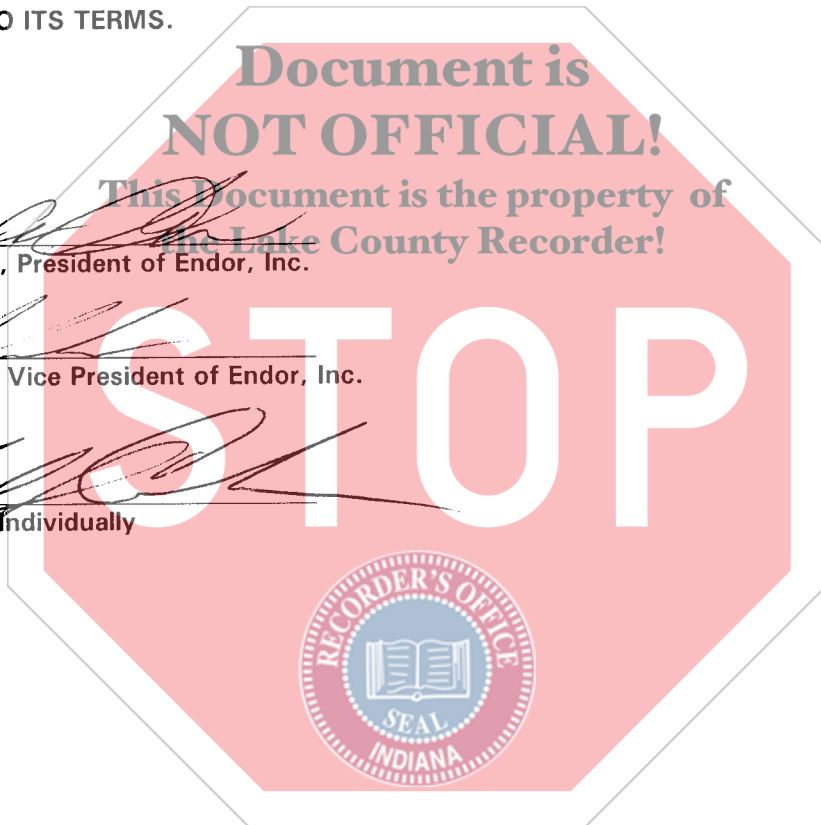 O ITS TERMS.
Document is
NOT OFFICIAL!
This Document is the property of
the Lake County Recorder!
, President of Endor, Inc.
Vice President of Endor, Inc.
Individually
STOP
RECORDER'S OFFICE
SEAL
INDIANA